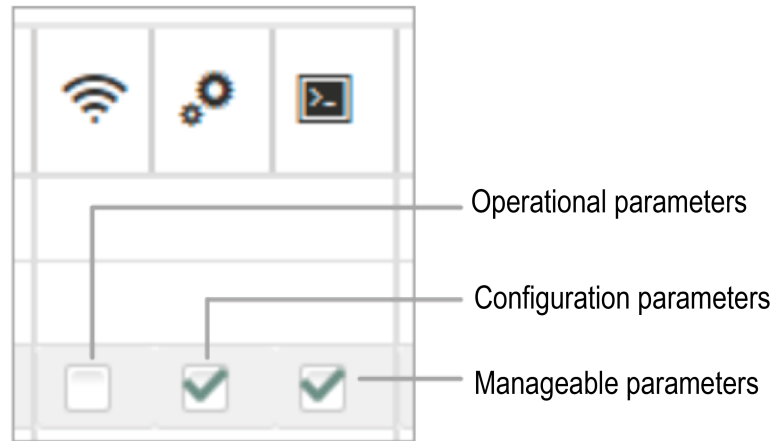 >_
Operational parameters
Configuration parameters
Manageable parameters